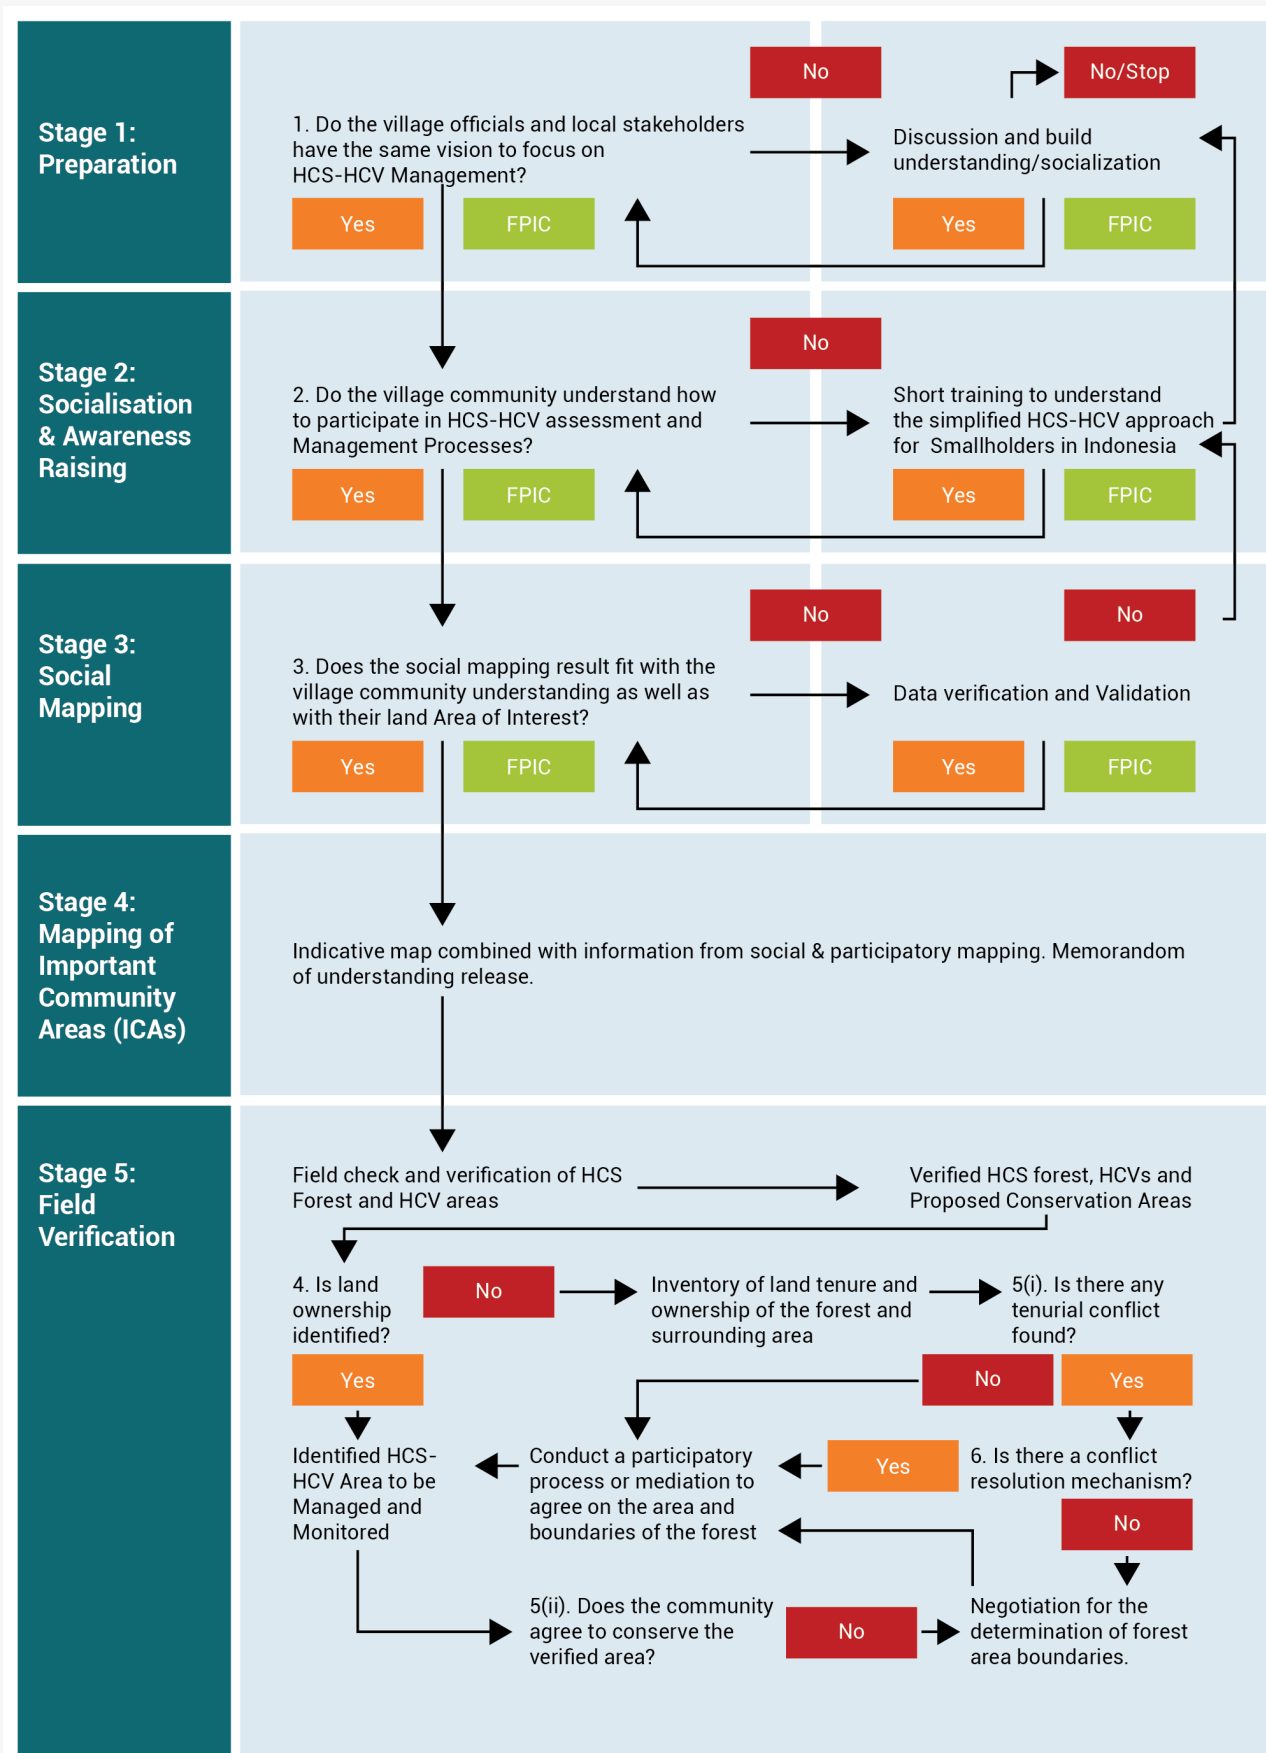 Stage 1:
Preparation
No
No/Stop
1. Do the village officials and local stakeholders
have the same vision to focus on
HCS-HCV Management?
Discussion and build
understanding/socialization
Yes
FPIC
Yes
FPIC
Stage 2:
Socialisation
& Awareness
Raising
No
2. Do the village community understand how
to participate in HCS-HCV assessment and
Management Processes?
Short training to understand
the simplified HCS-HCV approach
for Smallholders in Indonesia
Yes
FPIC
Yes
FPIC
Stage 3:
Social
Mapping
No
No
3. Does the social mapping result fit with the
village community understanding as well as
with their land Area of Interest?
Data verification and Validation
Yes
FPIC
Yes
FPIC
Stage 4:
Mapping of
Important
Community
Areas (ICAs)
Indicative map combined with information from social & participatory mapping. Memorandom
of understanding release.
Stage 5:
Field
Verification
Field check and verification of HCS
Forest and HCV areas
Verified HCS forest, HCVs and
Proposed Conservation Areas
4. Is land
ownership
identified?
No
Inventory of land tenure and
ownership of the forest and
surrounding area
5(i). Is there any
tenurial conflict
found?
Yes
No
Yes
Identified HCS-
HCV Area to be
Managed and
Monitored
Conduct a participatory
process or mediation to
agree on the area and
boundaries of the forest
Yes
6. Is there a conflict
resolution mechanism?
No
5(ii). Does the community
agree to conserve the
verified area?
No
Negotiation for the
determination of forest
area boundaries.